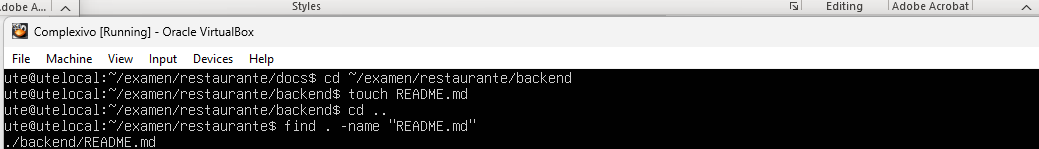 Adobe A...
Styles
Editing
Adobe Acrobat
Complexivo [Running] - Oracle VirtualBox
File Machine View Input Devices Help
ute@utelocal:~/examen/restaurante/docs$ cd ~/examen/restaurante/backend
ute@utelocal:~/examen/restaurante/backend$ touch README.md
ute@utelocal:~/examen/restaurante/backend$ cd ..
ute@utelocal:~/examen/restaurante$ find . -name "README.md"
./backend/README.md